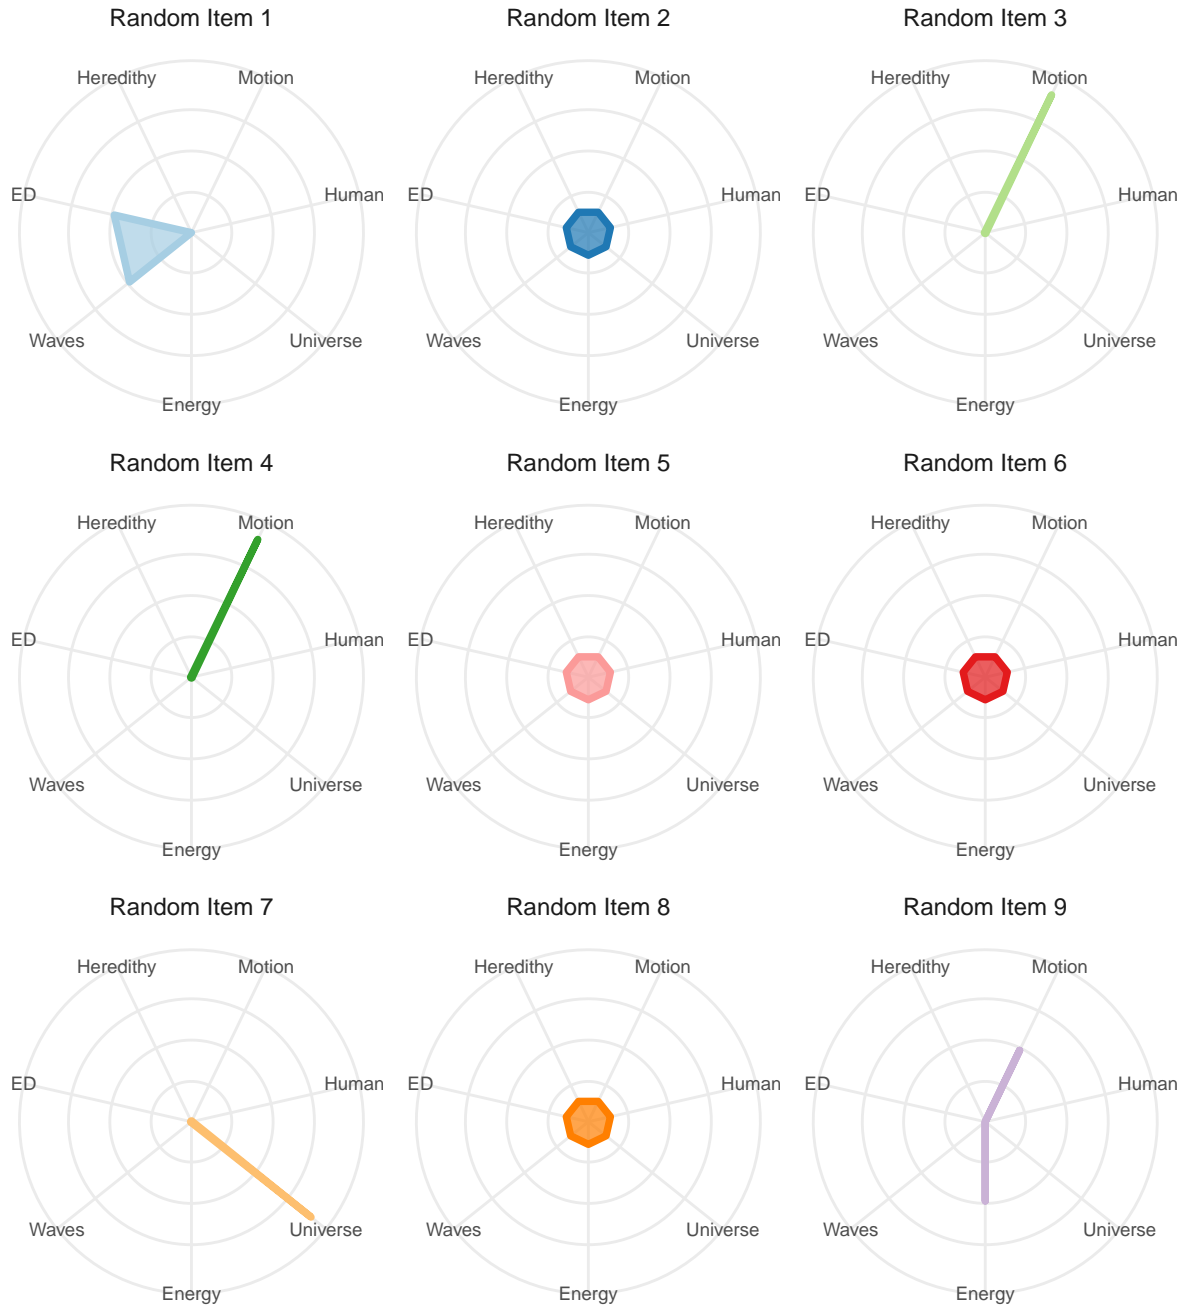 Random Item 1
Random Item 2
Random Item 3
Heredithy
Motion
ED
Human
Waves
Universe
Energy
Heredithy
Motion
ED
Human
Waves
Universe
Energy
Heredithy
Motion
ED
Human
Waves
Universe
Energy
Random Item 4
Random Item 5
Random Item 6
Heredithy
Motion
ED
Human
Waves
Universe
Energy
Heredithy
Motion
ED
Human
Waves
Universe
Energy
Heredithy
Motion
ED
Human
Waves
Universe
Energy
Random Item 7
Random Item 8
Random Item 9
Heredithy
Motion
ED
Human
Waves
Universe
Energy
Heredithy
Motion
ED
Human
Waves
Universe
Energy
Heredithy
Motion
ED
Human
Waves
Universe
Energy